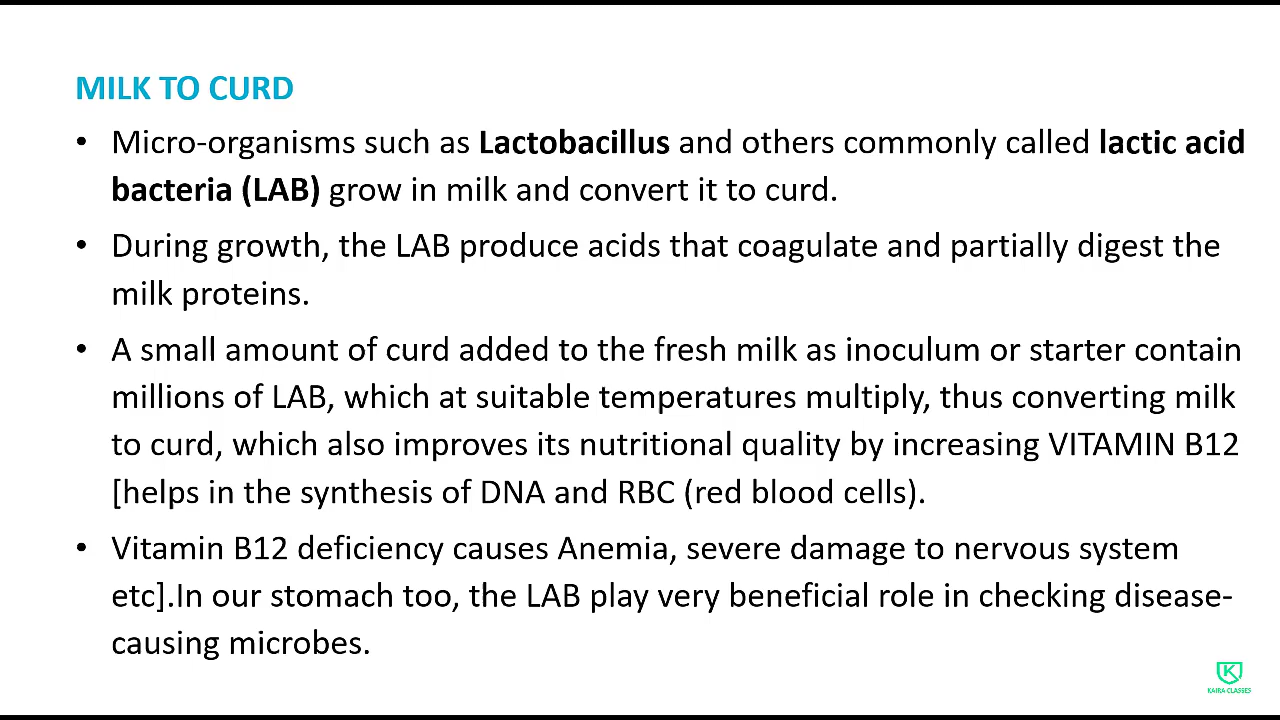 MILK TO CURD
• Micro-organisms such as Lactobacillus and others commonly called lactic acid
bacteria (LAB) grow in milk and convert it to curd.
• During growth, the LAB produce acids that coagulate and partially digest the
milk proteins.
• A small amount of curd added to the fresh milk as inoculum or starter contain
millions of LAB, which at suitable temperatures multiply, thus converting milk
to curd, which also improves its nutritional quality by increasing VITAMIN B12
[helps in the synthesis of DNA and RBC (red blood cells).
• Vitamin B12 deficiency causes Anemia, severe damage to nervous system
etc].In our stomach too, the LAB play very beneficial role in checking disease-
causing microbes.
K
KAIRA CLASSES